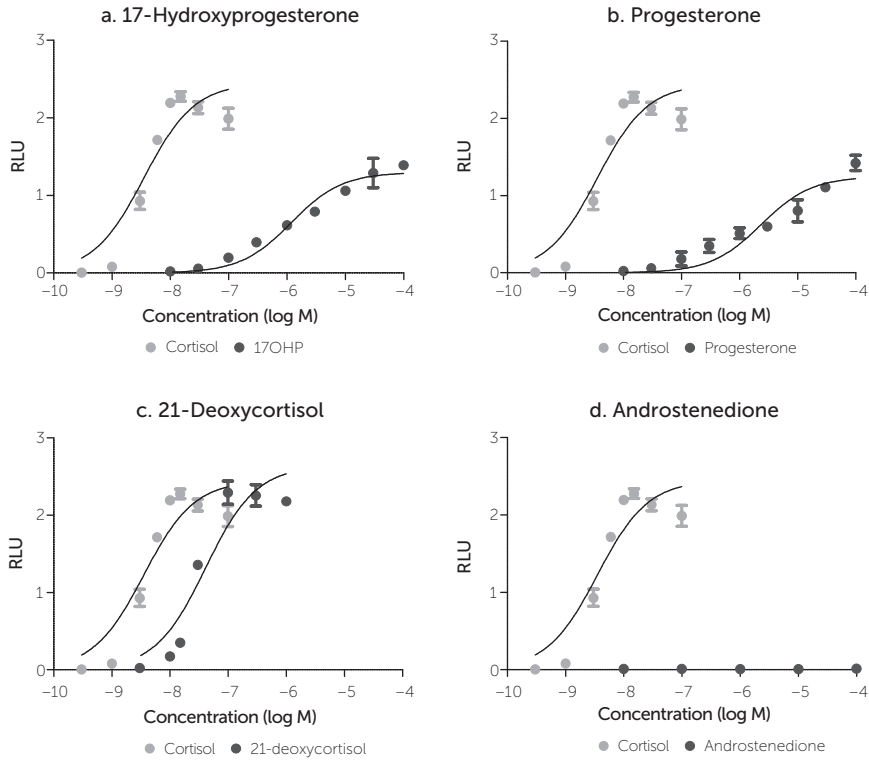 a. 17-Hydroxyprogesterone
3
2
1
0
RLU
−10 −9 −8 −7 −6 −5 −4
Concentration (log M)
Cortisol 17OHP
b. Progesterone
3
2
1
0
RLU
−10 −9 −8 −7 −6 −5 −4
Concentration (log M)
Cortisol Progesterone
c. 21-Deoxycortisol
3
2
1
0
RLU
−10 −9 −8 −7 −6 −5 −4
Concentration (log M)
Cortisol 21-deoxycortisol
d. Androstenedione
3
2
1
0
RLU
−10 −9 −8 −7 −6 −5 −4
Concentration (log M)
Cortisol Androstenedione